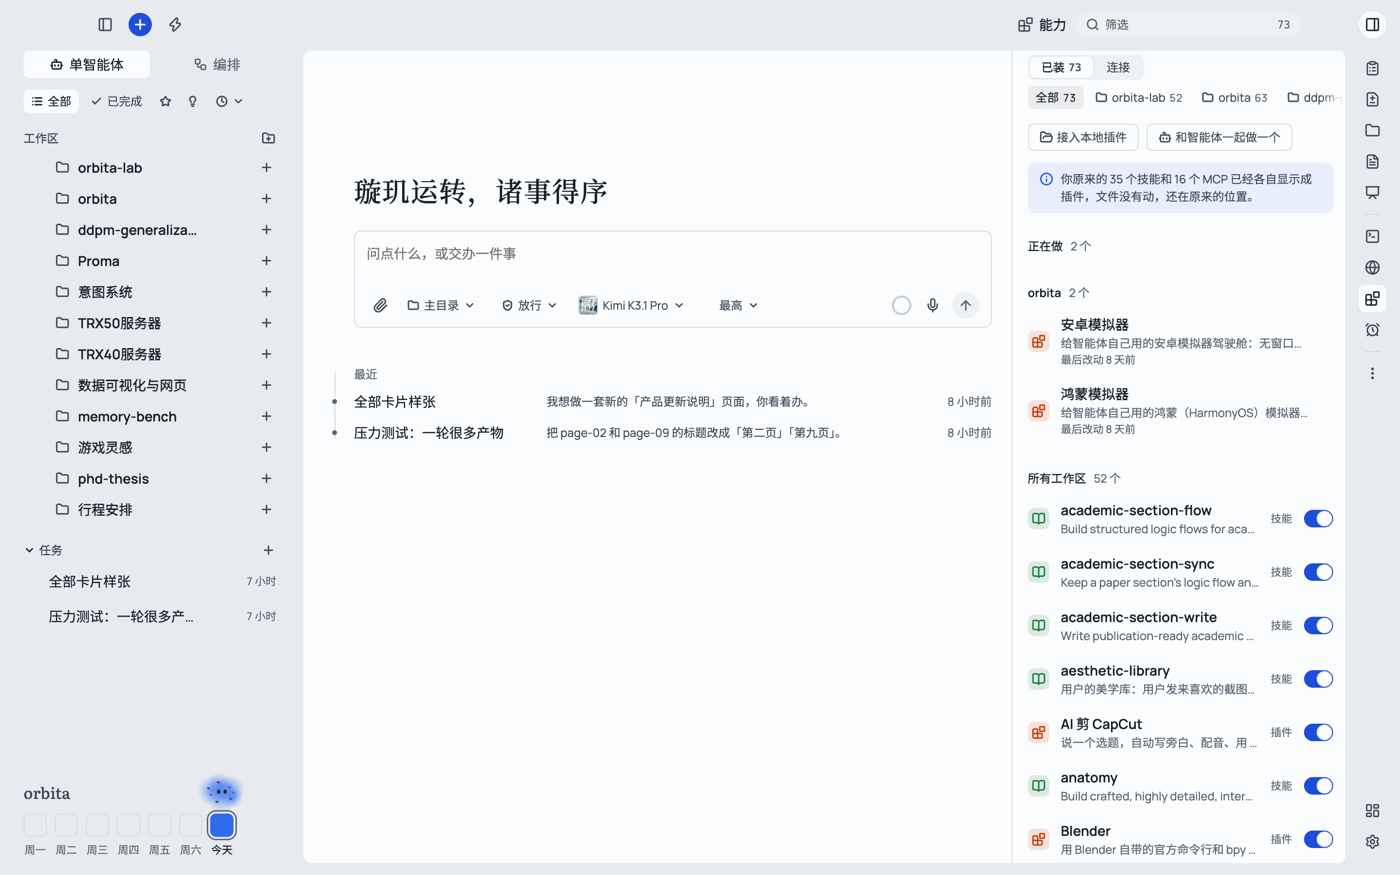 能力
筛选
73
单智能体
编排
全部
已完成
工作区
orbita-lab
orbita
ddpm-generaliza...
Proma
意图系统
TRX50服务器
TRX40服务器
数据可视化与网页
memory-bench
游戏灵感
phd-thesis
行程安排
任务
全部卡片样张 7 小时
压力测试：一轮很多产... 7 小时
orbita
周一 周二 周三 周四 周五 周六 今天
璇玑运转，诸事得序
问点什么，或交办一件事
主目录 放行 Kimi K3.1 Pro 最高
最近
全部卡片样张 我想做一套新的「产品更新说明」页面，你看着办。 8 小时前
压力测试：一轮很多产物 把 page-02 和 page-09 的标题改成「第二页」「第九页」。 8 小时前
已装 73 连接
全部 73 orbita-lab 52 orbita 63 ddpm-
接入本地插件 和智能体一起做一个
你原来的 35 个技能和 16 个 MCP 已经各自显示成
插件，文件没有动，还在原来的位置。
正在做 2 个
orbita 2 个
安卓模拟器
给智能体自己用的安卓模拟器驾驶舱：无窗口...
最后改动 8 天前
鸿蒙模拟器
给智能体自己用的鸿蒙（HarmonyOS）模拟器...
最后改动 8 天前
所有工作区 52 个
academic-section-flow
Build structured logic flows for aca...
技能
academic-section-sync
Keep a paper section's logic flow an...
技能
academic-section-write
Write publication-ready academic ...
技能
aesthetic-library
用户的美学库：用户发来喜欢的截图...
技能
AI 剪 CapCut
说一个选题，自动写旁白、配音、用 ...
插件
anatomy
Build crafted, highly detailed, inter...
技能
Blender
用 Blender 自带的官方命令行和 bpy ...
插件